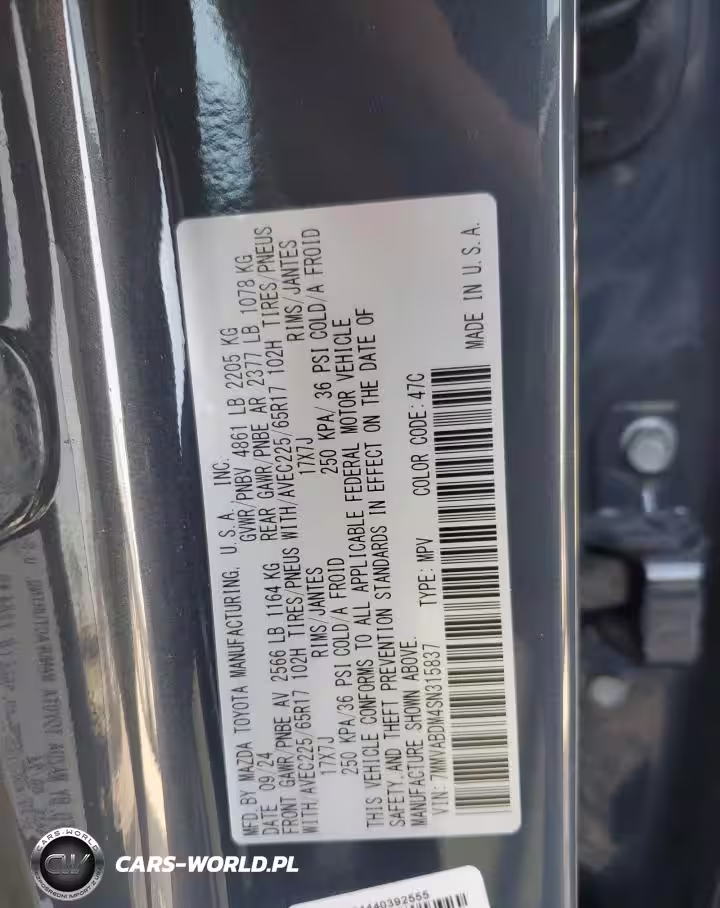 MFD. BY MAZDA TOYOTA MANUFACTURING, U.S.A., INC.
DATE 09/24 GVWR/PNBV 4861 LB 2205 KG
FRONT GAWR/PNBE AV 2566 LB 1164 KG REAR GAWR/PNBE AR 2377 LB 1078 KG
WITH/AVEC225/65R17 102H TIRES/PNEUS WITH/AVEC225/65R17 102H TIRES/PNEUS
17X7J RIMS/JANTES 17X7J RIMS/JANTES
250 KPA/36 PSI COLD/A FROID 250 KPA/ 36 PSI COLD/A FROID
THIS VEHICLE CONFORMS TO ALL APPLICABLE FEDERAL MOTOR VEHICLE
SAFETY, AND THEFT PREVENTION STANDARDS IN EFFECT ON THE DATE OF
MANUFACTURE SHOWN ABOVE.
VIN: 7MMVABDM4SN315837 TYPE: MPV COLOR CODE: 47C
MADE IN U.S.A.
CARS-WORLD
CW
CARS-WORLD.PL